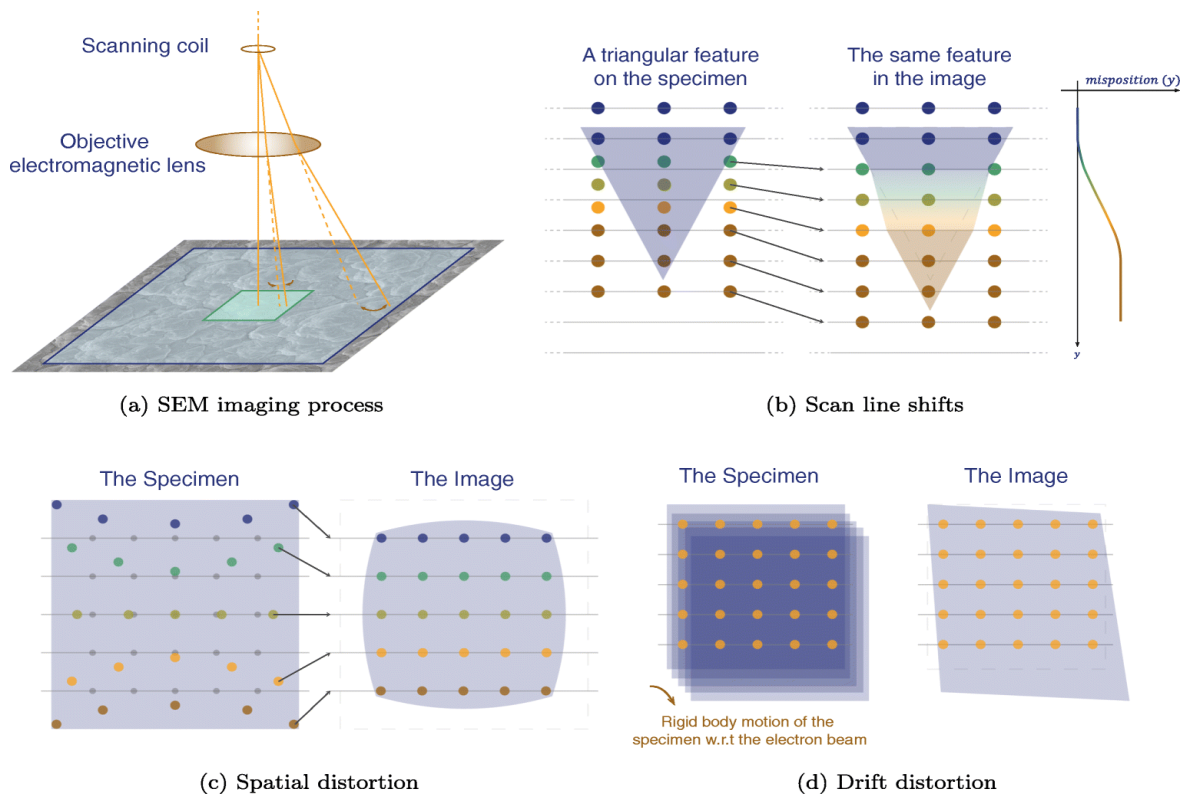 Scanning coil
Objective
electromagnetic lens
(a) SEM imaging process
A triangular feature
on the specimen
The same feature
in the image
misposition (y)
y
(b) Scan line shifts
The Specimen
The Image
(c) Spatial distortion
The Specimen
The Image
Rigid body motion of the
specimen w.r.t the electron beam
(d) Drift distortion